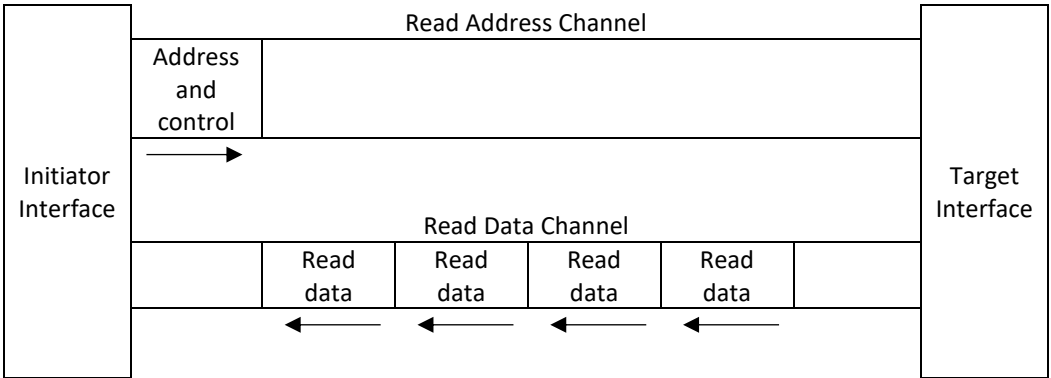 Read Address Channel
Address
and
control
Initiator
Interface
Target
Interface
Read Data Channel
Read
data
Read
data
Read
data
Read
data